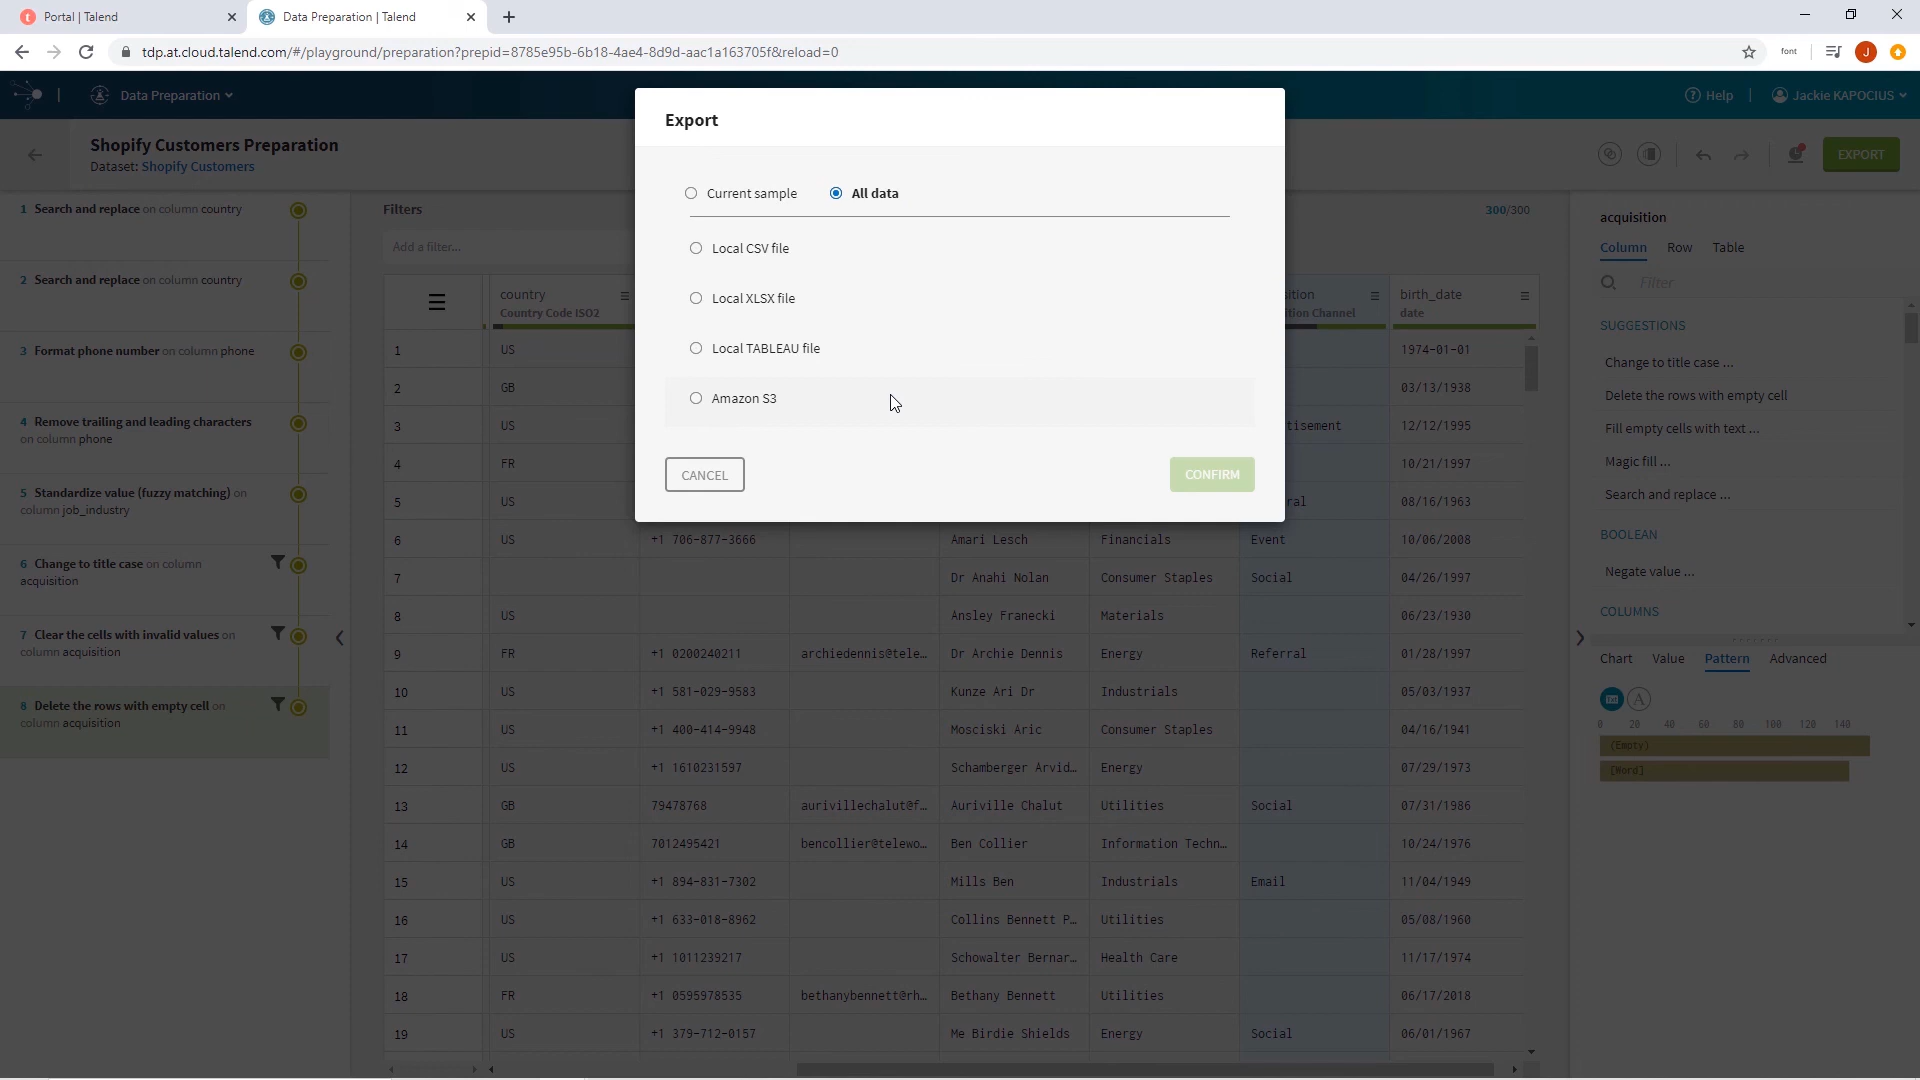 Portal | Talend
Data Preparation | Talend
tdp.at.cloud.talend.com/#/playground/preparation?prepid=8785e95b-6b18-4ae4-8d9d-aac1a163705f&reload=0
font
J
Data Preparation
Help
Jackie KAPOCIUS
Shopify Customers Preparation
Dataset: Shopify Customers
EXPORT
1 Search and replace on column country
2 Search and replace on column country
3 Format phone number on column phone
4 Remove trailing and leading characters
on column phone
5 Standardize value (fuzzy matching) on
column job_industry
6 Change to title case on column
acquisition
7 Clear the cells with invalid values on
column acquisition
8 Delete the rows with empty cell on
column acquisition
Filters
Add a filter...
300/300
Export
Current sample
All data
Local CSV file
Local XLSX file
Local TABLEAU file
Amazon S3
CANCEL
CONFIRM
country
Country Code ISO2
sition
ition Channel
birth_date
date
1 US 1974-01-01
2 GB 03/13/1938
3 US tisement 12/12/1995
4 FR 10/21/1997
5 US ral 08/16/1963
6 US +1 706-877-3666 Amari Lesch Financials Event 10/06/2008
7 Dr Anahi Nolan Consumer Staples Social 04/26/1997
8 US Ansley Franecki Materials 06/23/1930
9 FR +1 0200240211 archiedennis@tele… Dr Archie Dennis Energy Referral 01/28/1997
10 US +1 581-029-9583 Kunze Ari Dr Industrials 05/03/1937
11 US +1 400-414-9948 Mosciski Aric Consumer Staples 04/16/1941
12 US +1 1610231597 Schamberger Arvid… Energy 07/29/1973
13 GB 79478768 aurivillechalut@f… Auriville Chalut Utilities Social 07/31/1986
14 GB 7012495421 bencollier@telewo… Ben Collier Information Techn… 10/24/1976
15 US +1 894-831-7302 Mills Ben Industrials Email 11/04/1949
16 US +1 633-018-8962 Collins Bennett P… Utilities 05/08/1960
17 US +1 1011239217 Schowalter Bernar… Health Care 11/17/1974
18 FR +1 0595978535 bethanybennett@rh… Bethany Bennett Utilities 06/17/2018
19 US +1 379-712-0157 Me Birdie Shields Energy Social 06/01/1967
acquisition
Column Row Table
Filter
SUGGESTIONS
Change to title case ...
Delete the rows with empty cell
Fill empty cells with text ...
Magic fill ...
Search and replace ...
BOOLEAN
Negate value ...
COLUMNS
Chart Value Pattern Advanced
A
0 20 40 60 80 100 120 140
(Empty)
[Word]